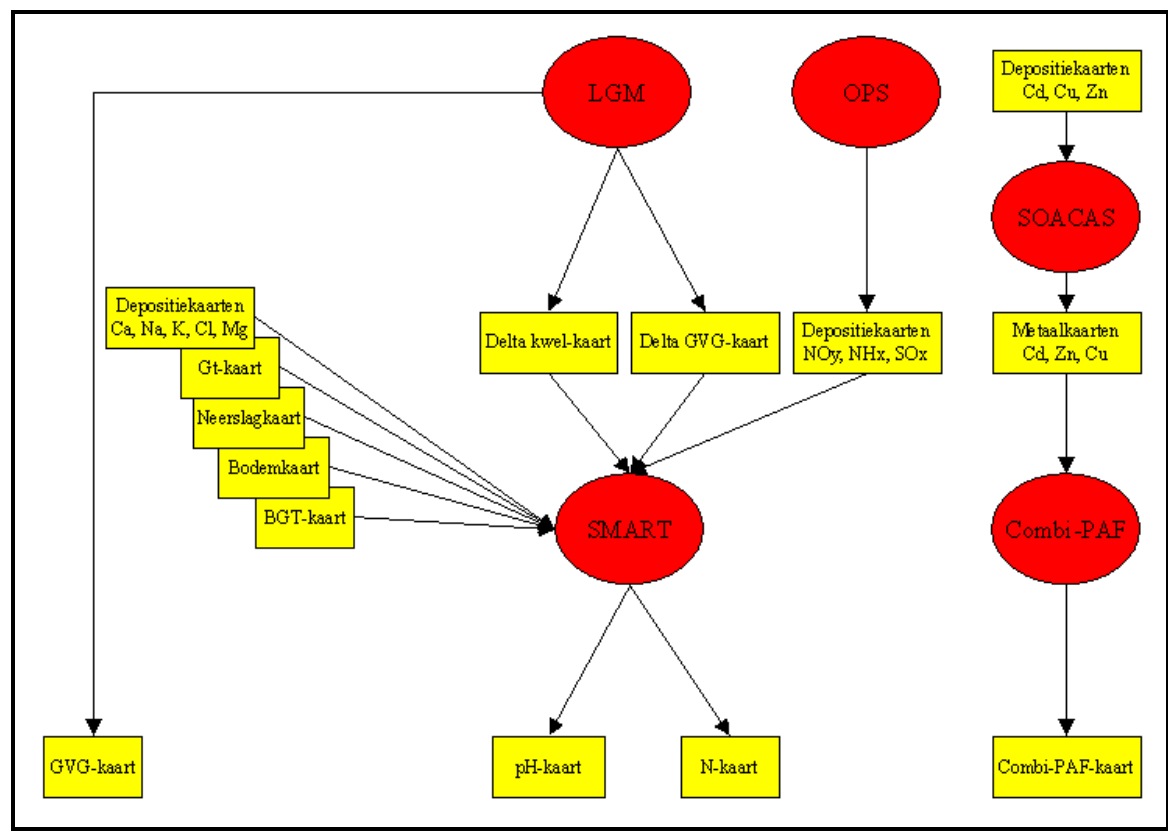 LGM
OPS
Depositiekaarten
Cd, Cu, Zn
SOACAS
Depositiekaarten
Ca, Na, K, Cl, Mg
Gt-kaart
Neerslagkaart
Bodemkaart
BGT-kaart
Delta kwel-kaart
Delta GVG-kaart
Depositiekaarten
NOy, NHx, SOx
Metaalkaarten
Cd, Zn, Cu
SMART
Combi-PAF
GVG-kaart
pH-kaart
N-kaart
Combi-PAF-kaart